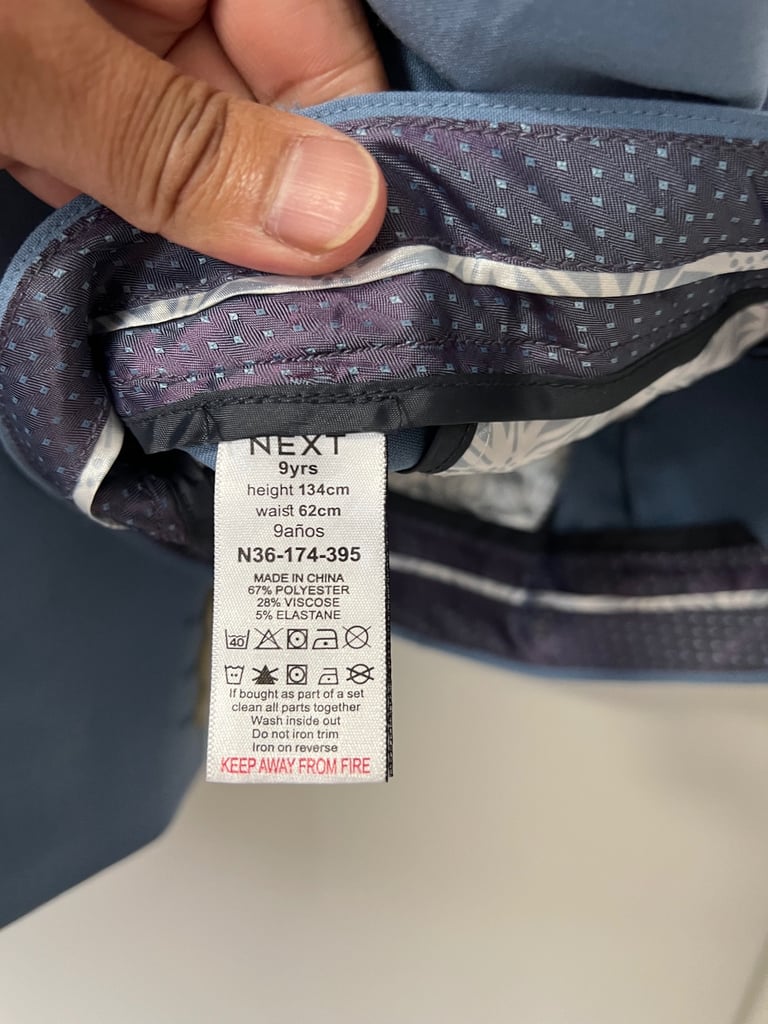 NEXT
9yrs
height 134cm
waist 62cm
9años
N36-174-395
MADE IN CHINA
67% POLYESTER
28% VISCOSE
5% ELASTANE
40
If bought as part of a set
clean all parts together
Wash inside out
Do not iron trim
Iron on reverse
KEEP AWAY FROM FIRE